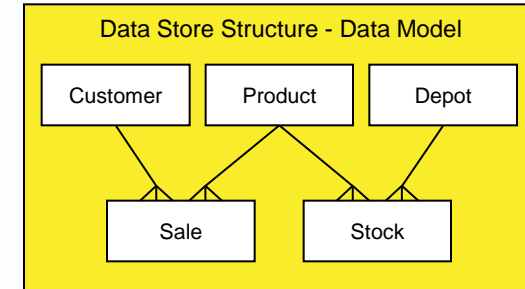 Data Store Structure - Data Model
Customer Product Depot
Sale Stock